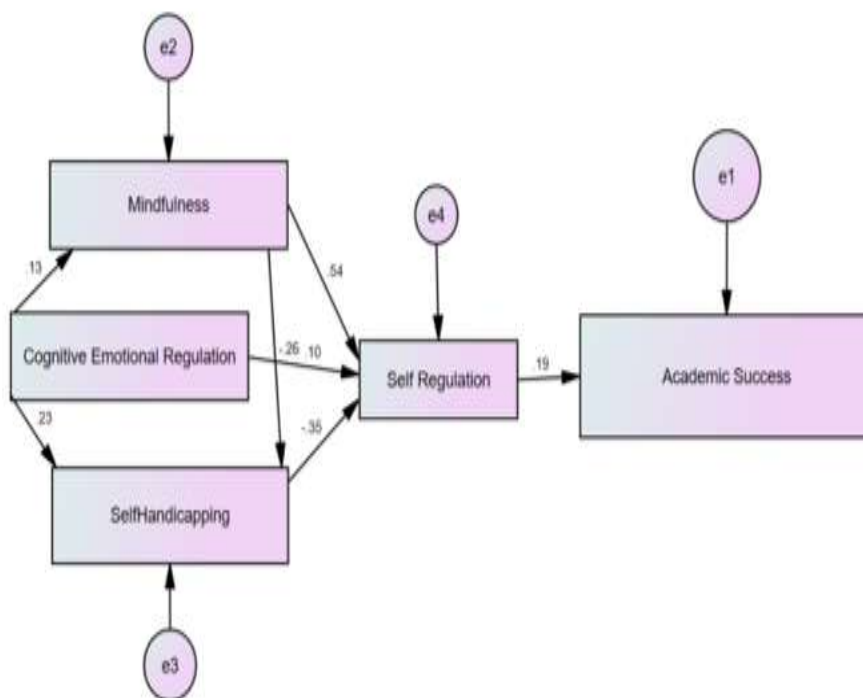 e2
Mindfulness
e1
e4
.13
.54
Cognitive Emotional Regulation
-.26
.10
Self Regulation
.19
Academic Success
.23
-.35
SelfHandicapping
e3